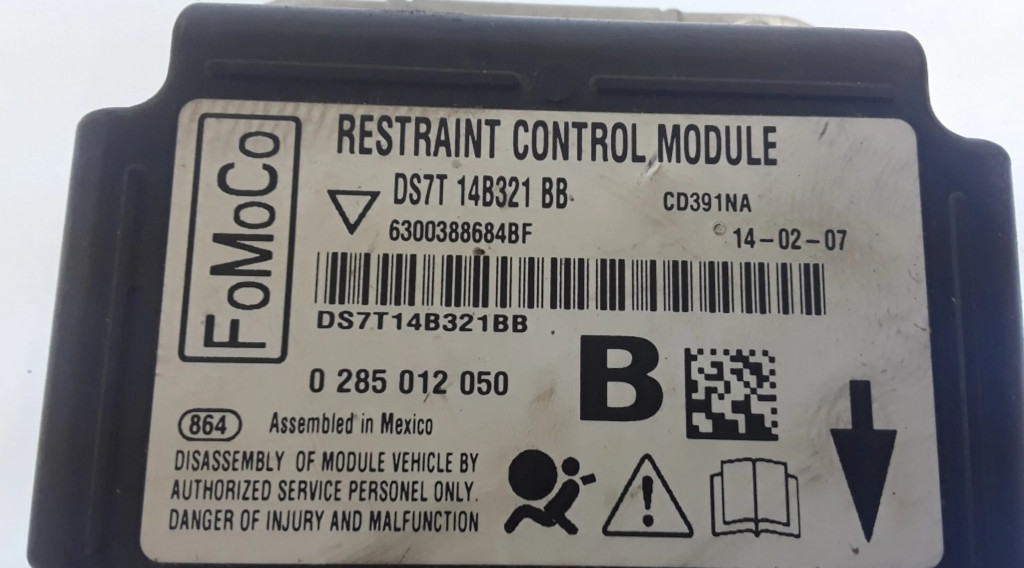 FoMoCo
RESTRAINT CONTROL MODULE
DS7T 14B321 BB
CD391NA
6300388684BF
14-02-07
DS7T14B321BB
0 285 012 050
B
864 Assembled in Mexico
DISASSEMBLY OF MODULE VEHICLE BY
AUTHORIZED SERVICE PERSONEL ONLY.
DANGER OF INJURY AND MALFUNCTION